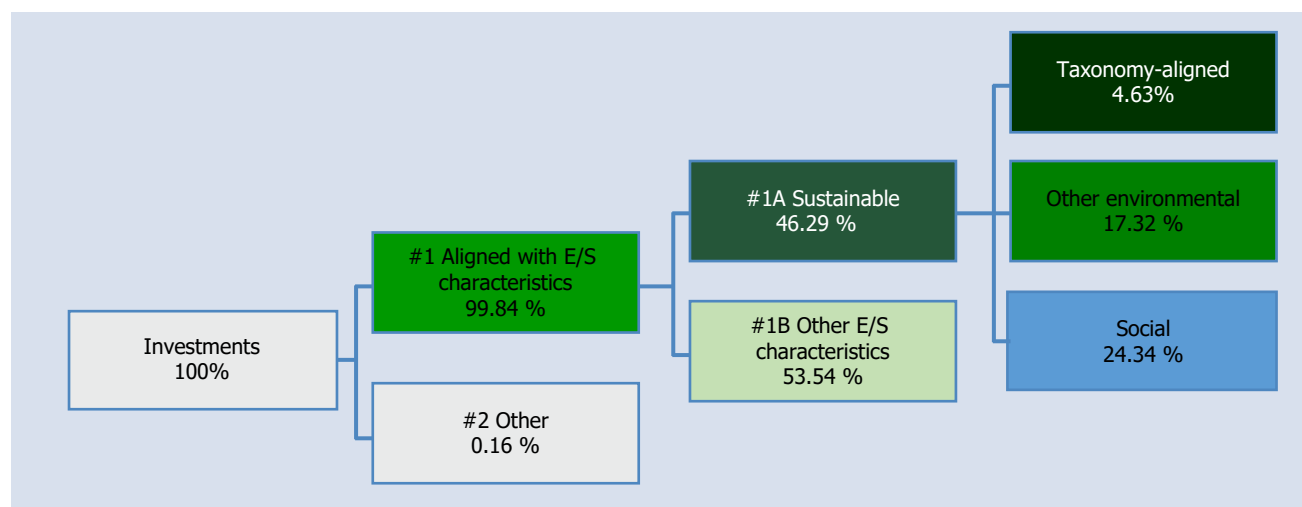 Investments
100%
#1 Aligned with E/S
characteristics
99.84 %
#2 Other
0.16 %
#1A Sustainable
46.29 %
#1B Other E/S
characteristics
53.54 %
Taxonomy-aligned
4.63%
Other environmental
17.32 %
Social
24.34 %